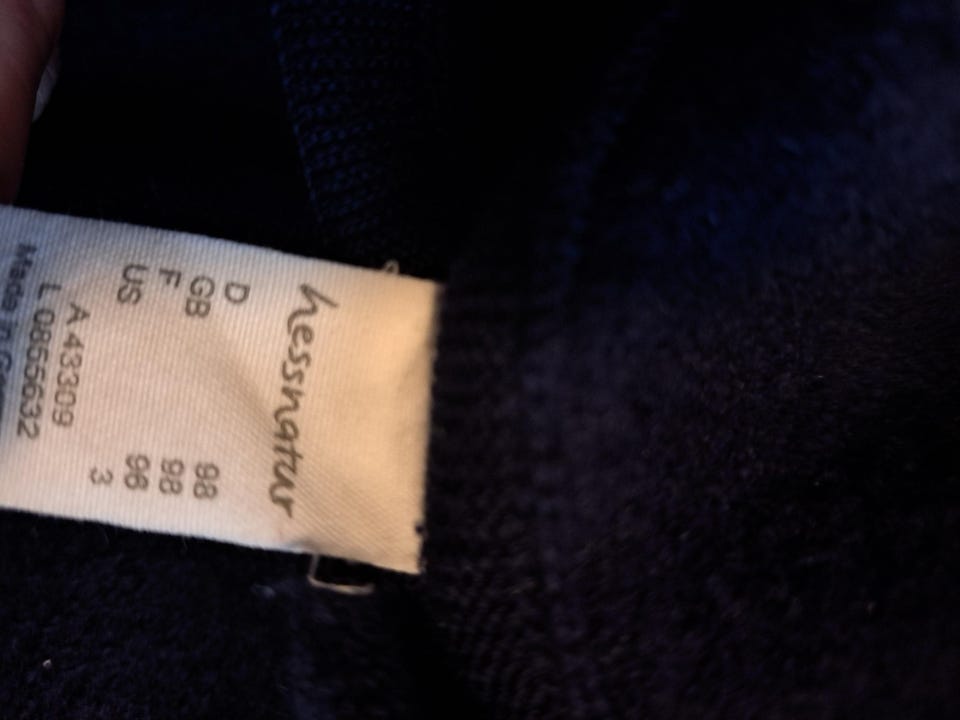 hessnatur
D 98
GB 98
F 98
US 3
A 43309
L 0855632
Made in